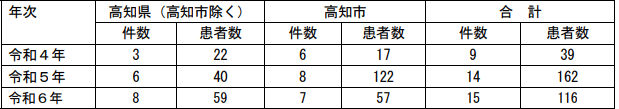 年次 高知県（高知市除く） 高知市 合　計
件数 患者数 件数 患者数 件数 患者数
令和４年 3 22 6 17 9 39
令和５年 6 40 8 122 14 162
令和６年 8 59 7 57 15 116